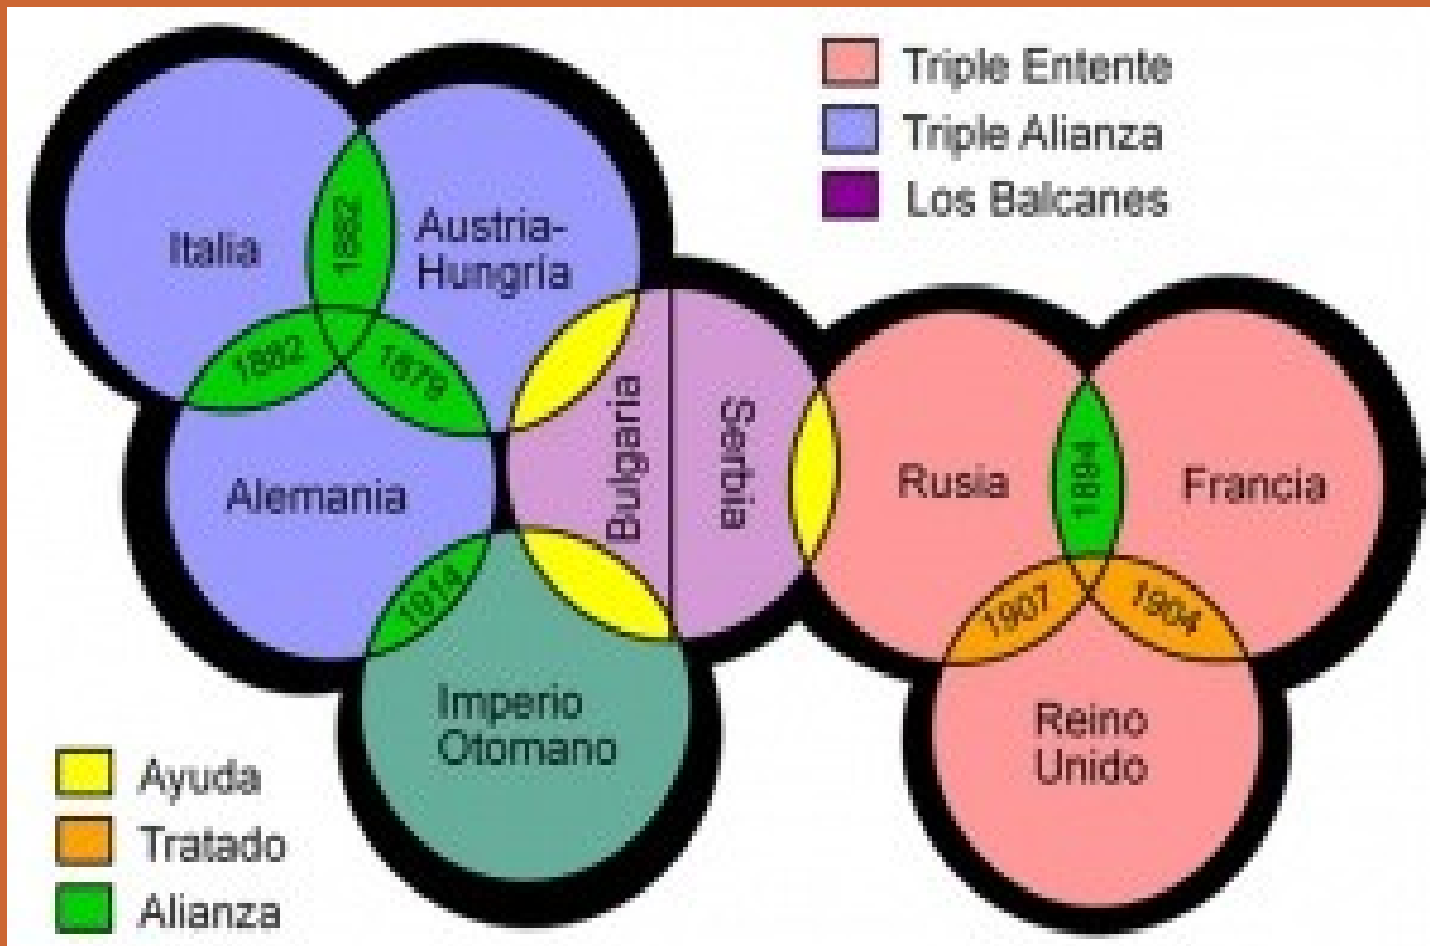 Triple Entente
Triple Alianza
Los Balcanes
Italia
1882
Austria-
Hungría
1882
1879
Alemania
Bulgaria
Serbia
Rusia
1894
Francia
1914
1907
1904
Imperio
Otomano
Reino
Unido
Ayuda
Tratado
Alianza